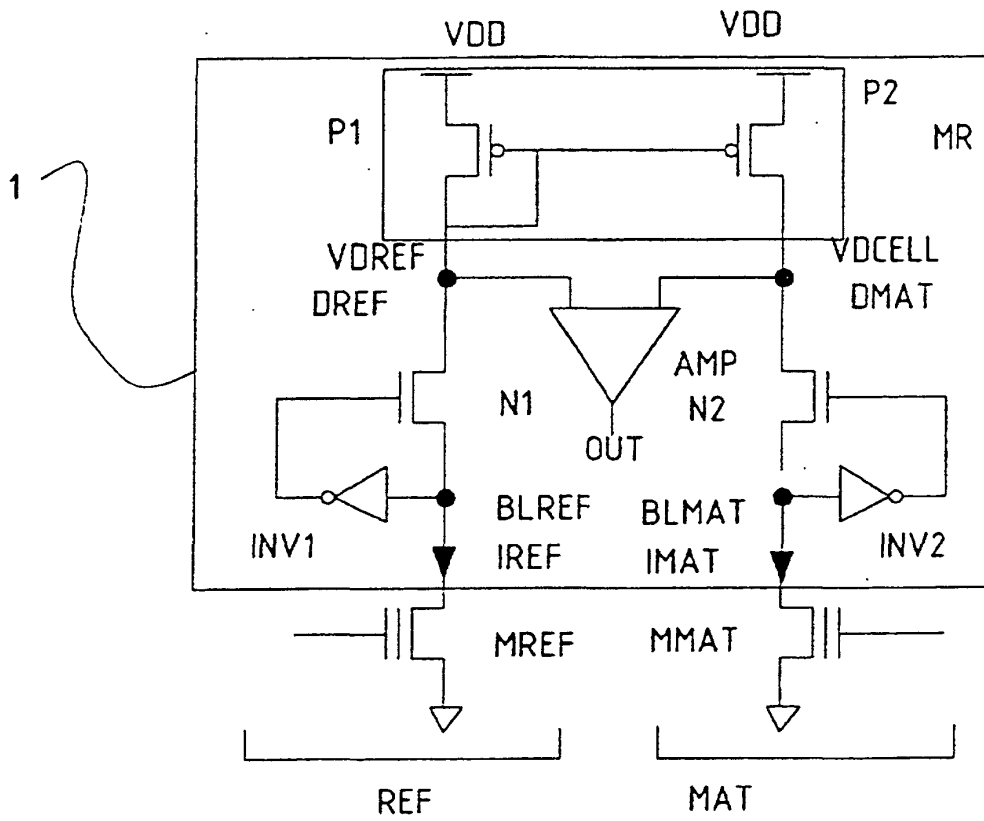 VDD
VDD
P1
P2
MR
1
VDREF
VDCELL
DREF
DMAT
AMP
N1
N2
OUT
BLREF
BLMAT
INV1
IREF
IMAT
INV2
MREF
MMAT
REF
MAT